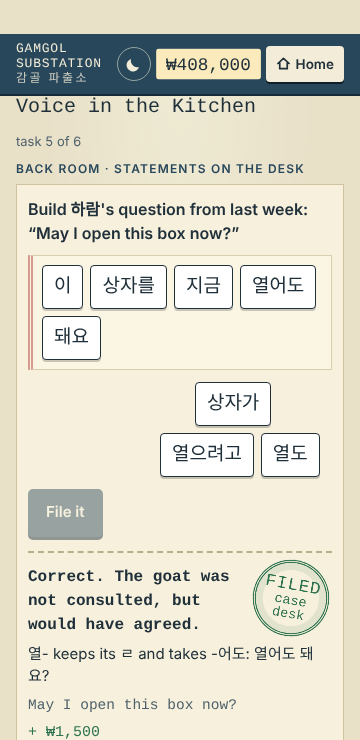 GAMGOL
SUBSTATION
감골 파출소
₩408,000
Home
Voice in the Kitchen
task 5 of 6
BACK ROOM · STATEMENTS ON THE DESK
Build 하람's question from last week:
“May I open this box now?”
이 상자를 지금 열어도
돼요
상자가
열으려고 열도
File it
Correct. The goat was
not consulted, but
would have agreed.
FILED
case
desk
열- keeps its ㄹ and takes -어도: 열어도 돼
요?
May I open this box now?
+ ₩1,500